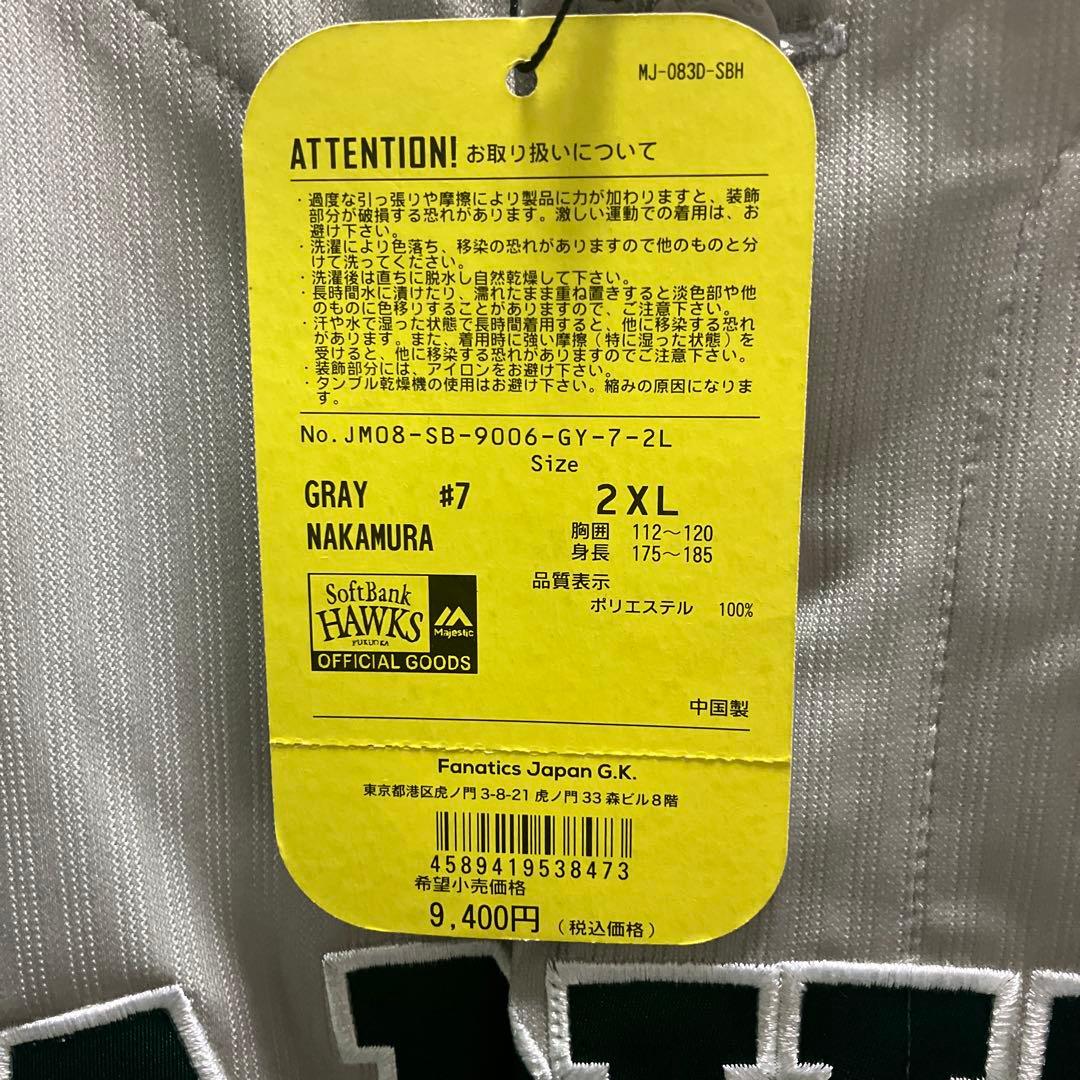 MJ-083D-SBH
ATTENTION! お取り扱いについて
・過度な引っ張りや摩擦により製品に力が加わりますと、装飾
部分が破損する恐れがあります。激しい運動での着用は、お
避け下さい。
・洗濯により色落ち、移染の恐れがありますので他のものと分
けて洗ってください。
・洗濯後は直ちに脱水し自然乾燥して下さい。
・長時間水に漬けたり、濡れたまま重ね置きすると淡色部や他
のものに色移りすることがありますので、ご注意下さい。
・汗や水で湿った状態で長時間着用すると、他に移染する恐れ
があります。また、着用時に強い摩擦（特に湿った状態）を
受けると、他に移染する恐れがありますのでご注意下さい。
・装飾部分には、アイロンをお避け下さい。
・タンブル乾燥機の使用はお避け下さい。縮みの原因になりま
す。
No.JM08-SB-9006-GY-7-2L
Size
GRAY #7 2XL
胸囲 112～120
NAKAMURA
身長 175～185
品質表示
ポリエステル 100%
SoftBank
HAWKS
FUKUOKA
Majestic
OFFICIAL GOODS
中国製
Fanatics Japan G.K.
東京都港区虎ノ門 3-8-21 虎ノ門 33 森ビル 8 階
4589419538473
希望小売価格
9,400円（税込価格）